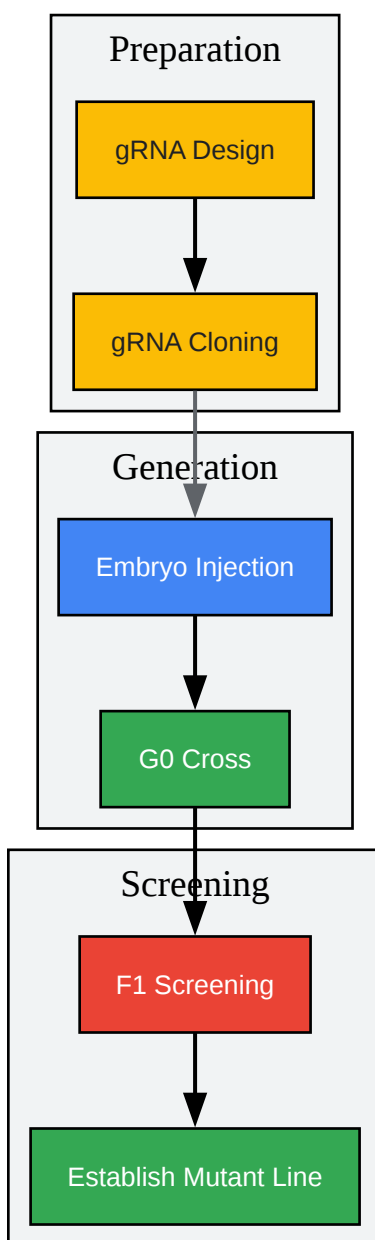 Preparation
gRNA Design
gRNA Cloning
Generation
Embryo Injection
G0 Cross
Screening
F1 Screening
Establish Mutant Line